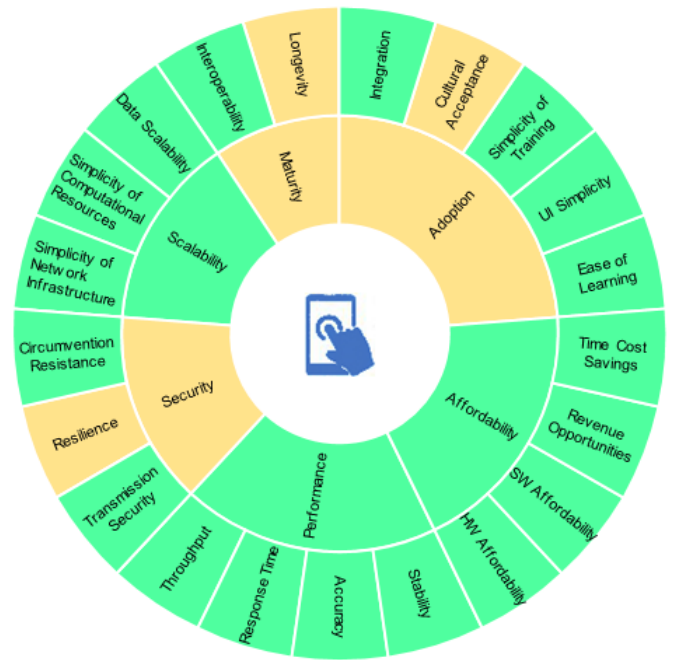 Adoption
Affordability
Performance
Security
Scalability
Maturity
Integration
Cultural
Acceptance
Simplicity of
Training
UI Simplicity
Ease of
Learning
Time Cost
Savings
Revenue
Opportunities
SW Affordability
HW Affordability
Stability
Accuracy
Response Time
Throughput
Transmission
Security
Resilience
Circumvention
Resistance
Simplicity of
Network
Infrastructure
Simplicity of
Computational
Resources
Data Scalability
Interoperability
Longevity